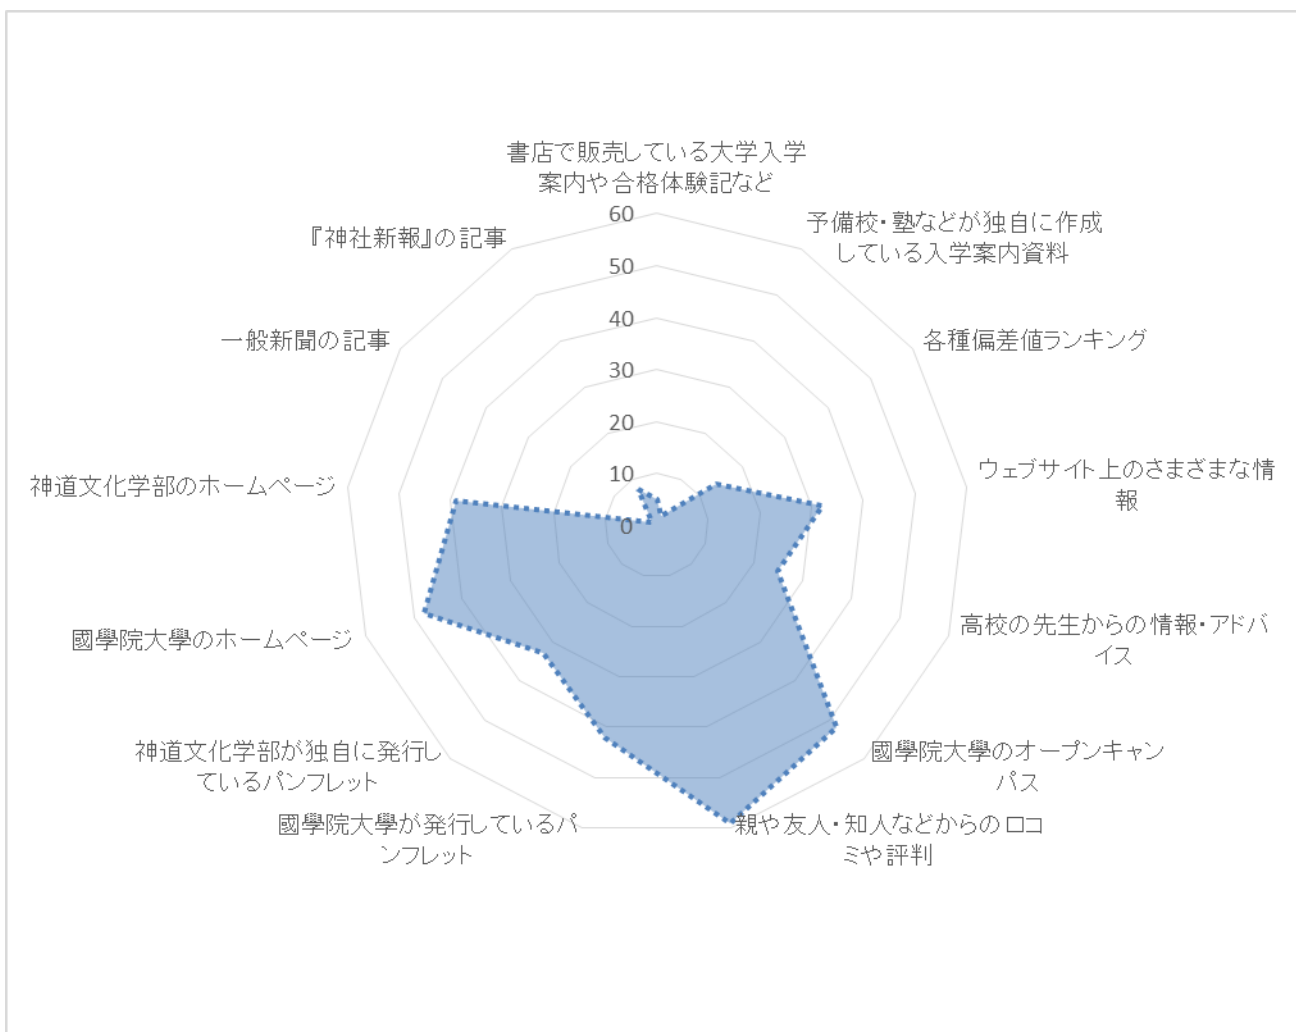 書店で販売している大学入学
案内や合格体験記など
予備校・塾などが独自に作成
している入学案内資料
各種偏差値ランキング
ウェブサイト上のさまざまな情
報
高校の先生からの情報・アドバ
イス
國學院大學のオープンキャン
パス
親や友人・知人などからの口コ
ミや評判
國學院大學が発行しているパ
ンフレット
神道文化学部が独自に発行し
ているパンフレット
國學院大學のホームページ
神道文化学部のホームページ
一般新聞の記事
『神社新報』の記事
60
50
40
30
20
10
0